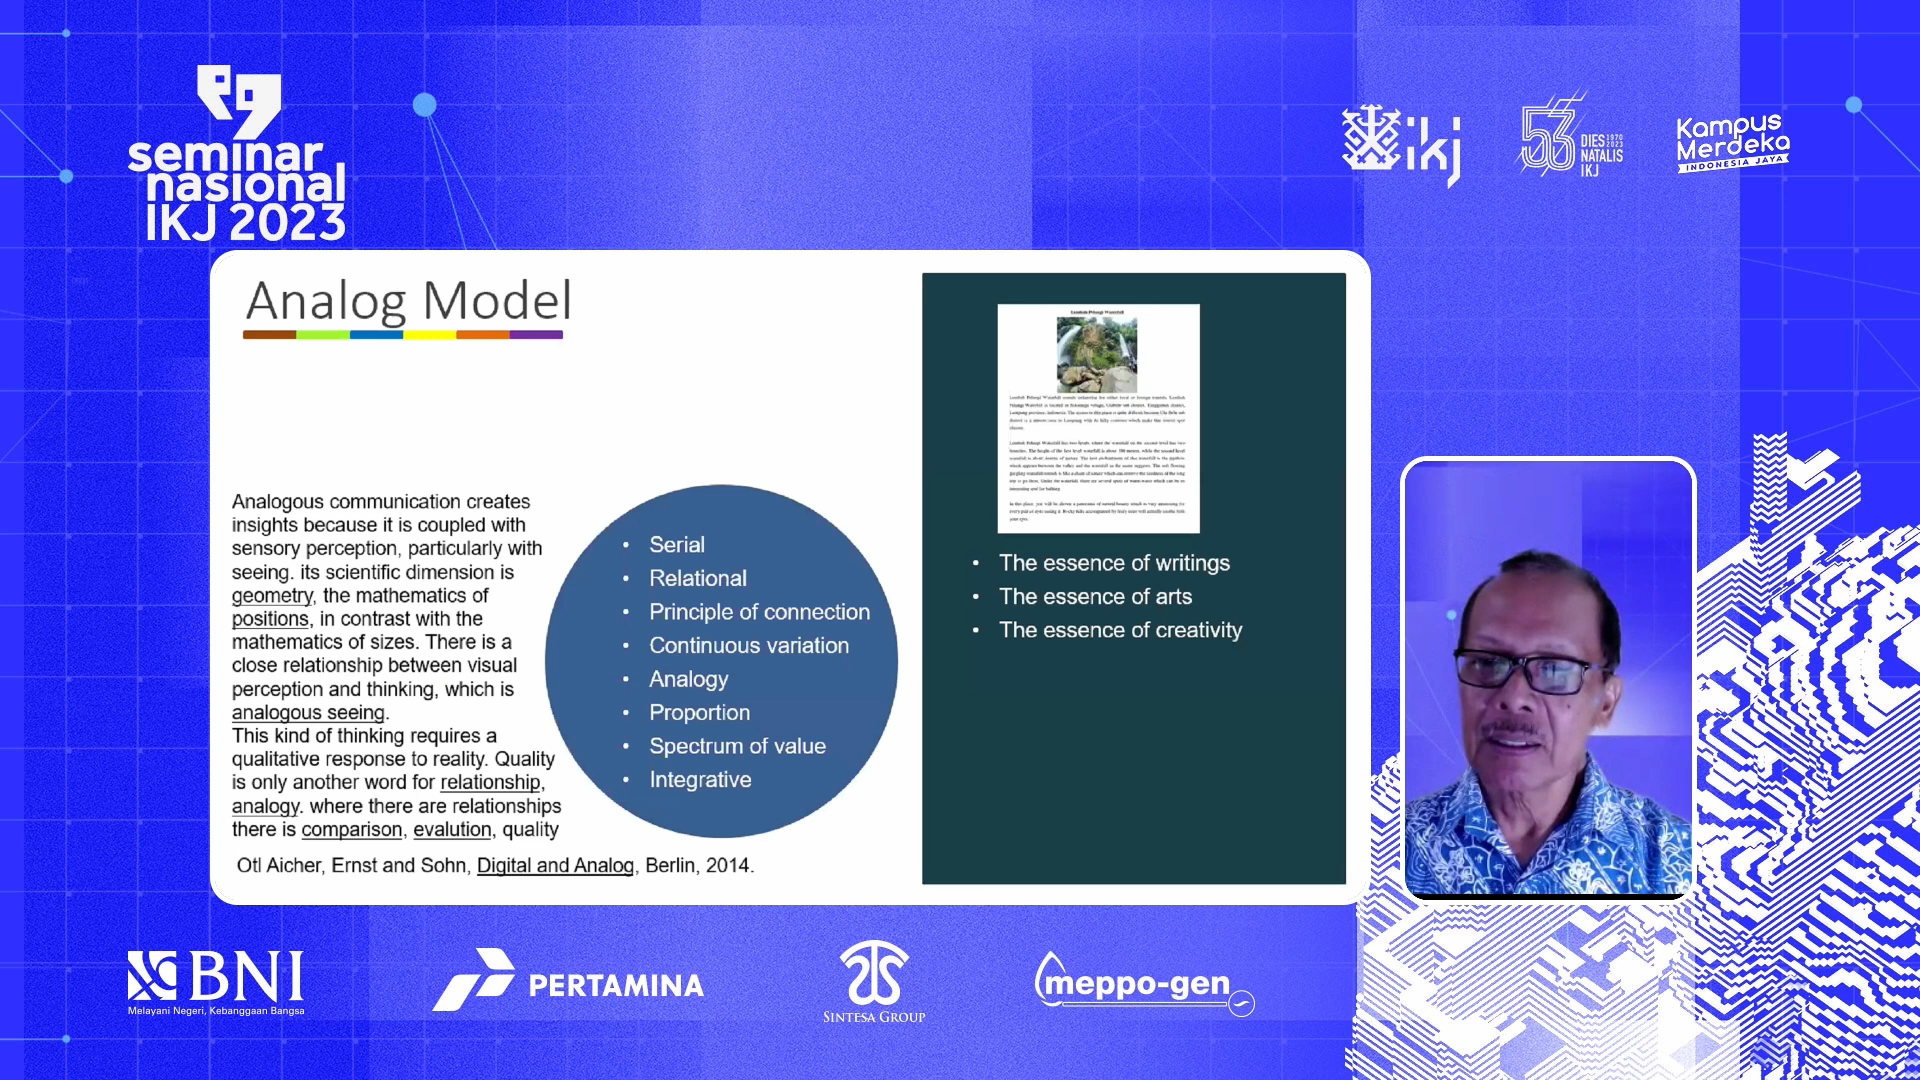 seminar
nasional
IKJ 2023
ikj
53
DIES 1970
NATALIS 2023
IKJ
Kampus
Merdeka
INDONESIA JAYA
Analog Model
Analogous communication creates
insights because it is coupled with
sensory perception, particularly with
seeing. its scientific dimension is
geometry, the mathematics of
positions, in contrast with the
mathematics of sizes. There is a
close relationship between visual
perception and thinking, which is
analogous seeing.
This kind of thinking requires a
qualitative response to reality. Quality
is only another word for relationship,
analogy. where there are relationships
there is comparison, evalution, quality
Otl Aicher, Ernst and Sohn, Digital and Analog, Berlin, 2014.
• Serial
• Relational
• Principle of connection
• Continuous variation
• Analogy
• Proportion
• Spectrum of value
• Integrative
Lembah Pelangi Waterfall
• The essence of writings
• The essence of arts
• The essence of creativity
BNI
Melayani Negeri, Kebanggaan Bangsa
PERTAMINA
SINTESA GROUP
meppo-gen